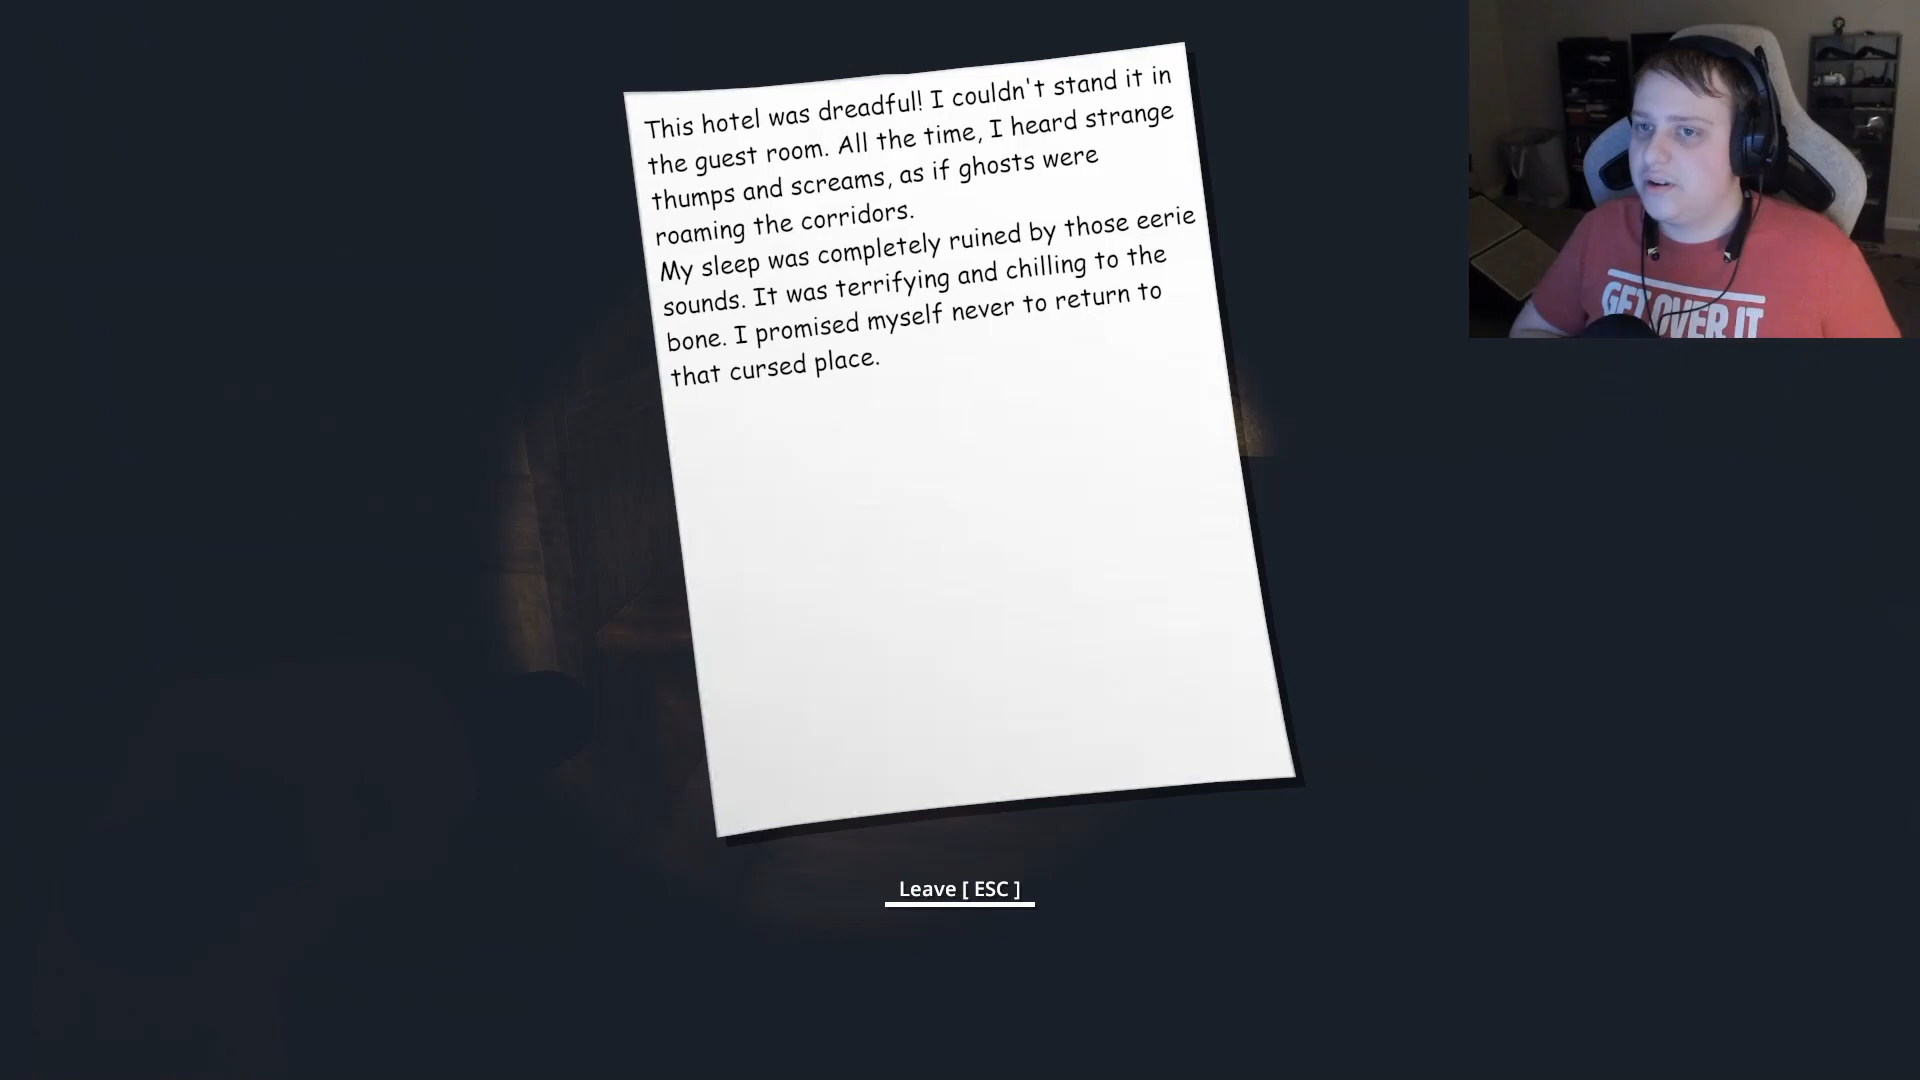 This hotel was dreadful! I couldn't stand it in
the guest room. All the time, I heard strange
thumps and screams, as if ghosts were
roaming the corridors.
My sleep was completely ruined by those eerie
sounds. It was terrifying and chilling to the
bone. I promised myself never to return to
that cursed place.
Leave [ ESC ]
GET OVER IT